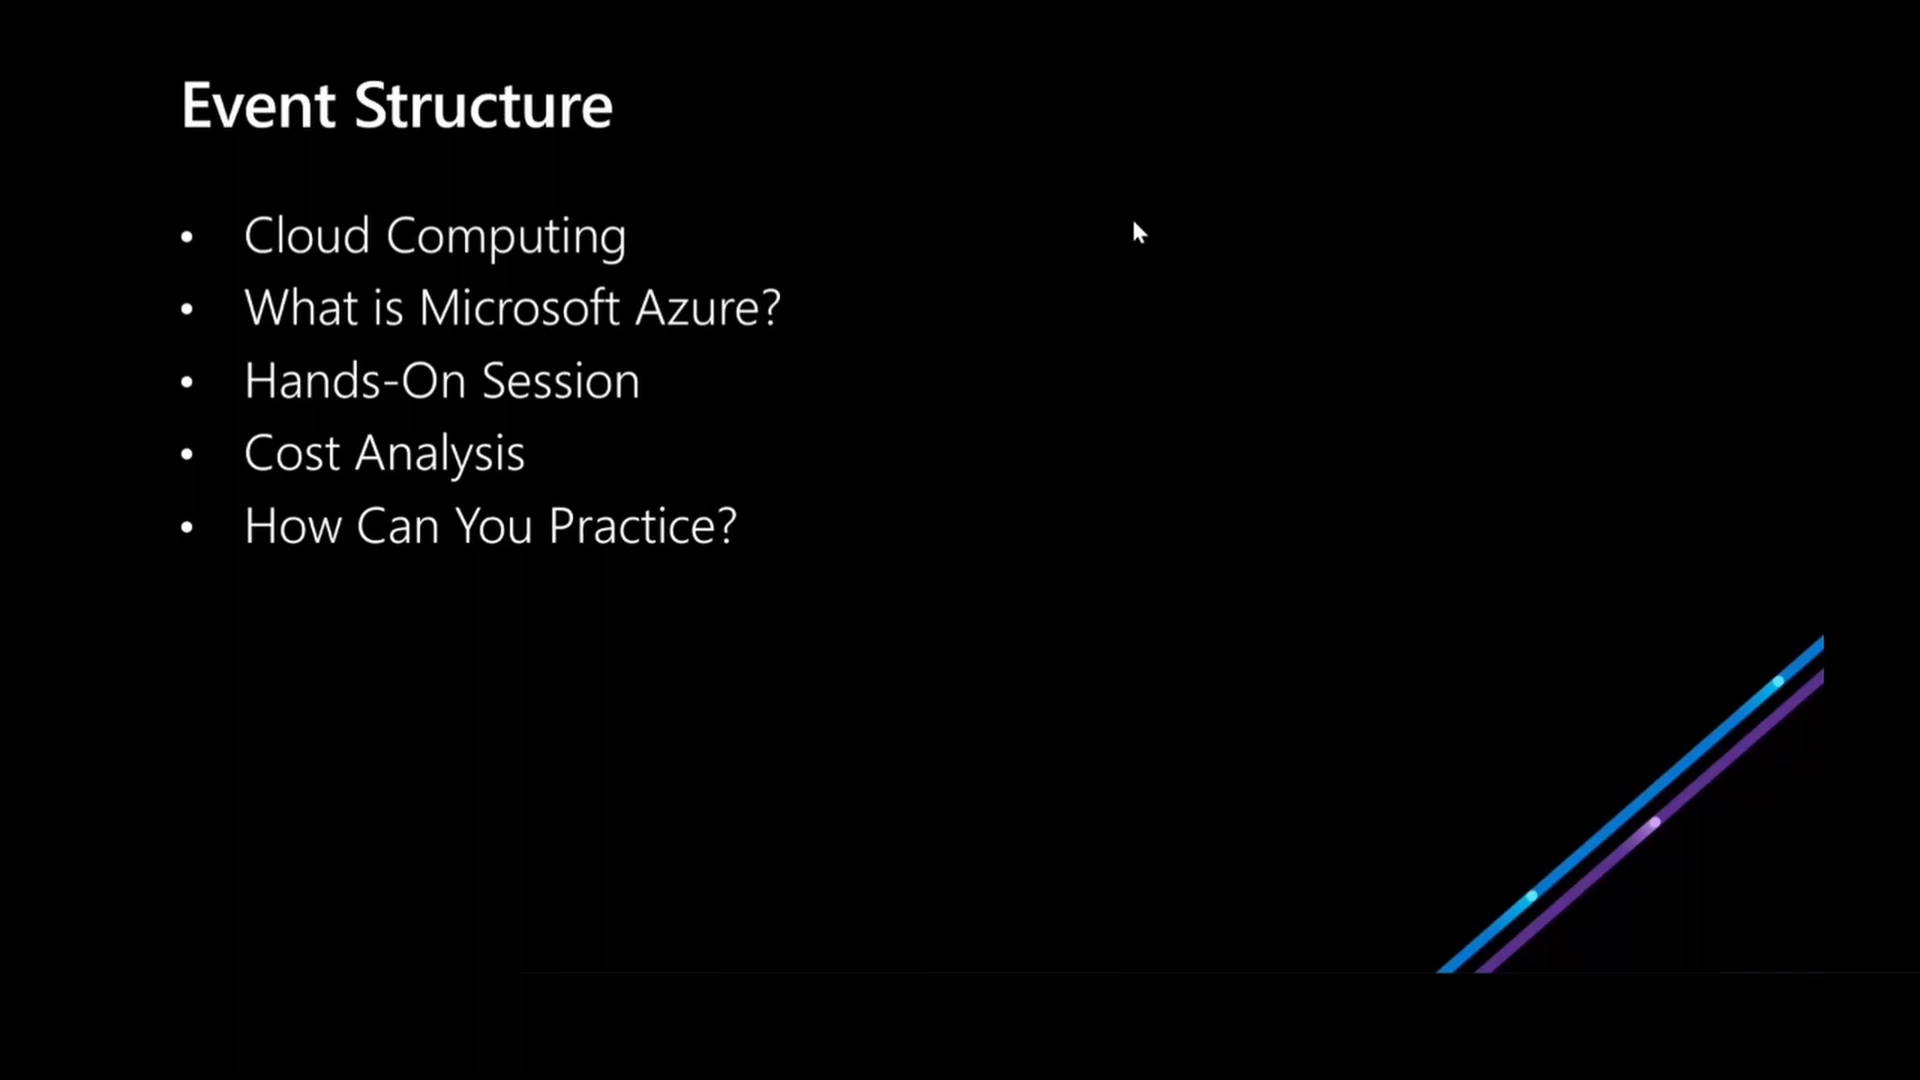 Event Structure
• Cloud Computing
• What is Microsoft Azure?
• Hands-On Session
• Cost Analysis
• How Can You Practice?